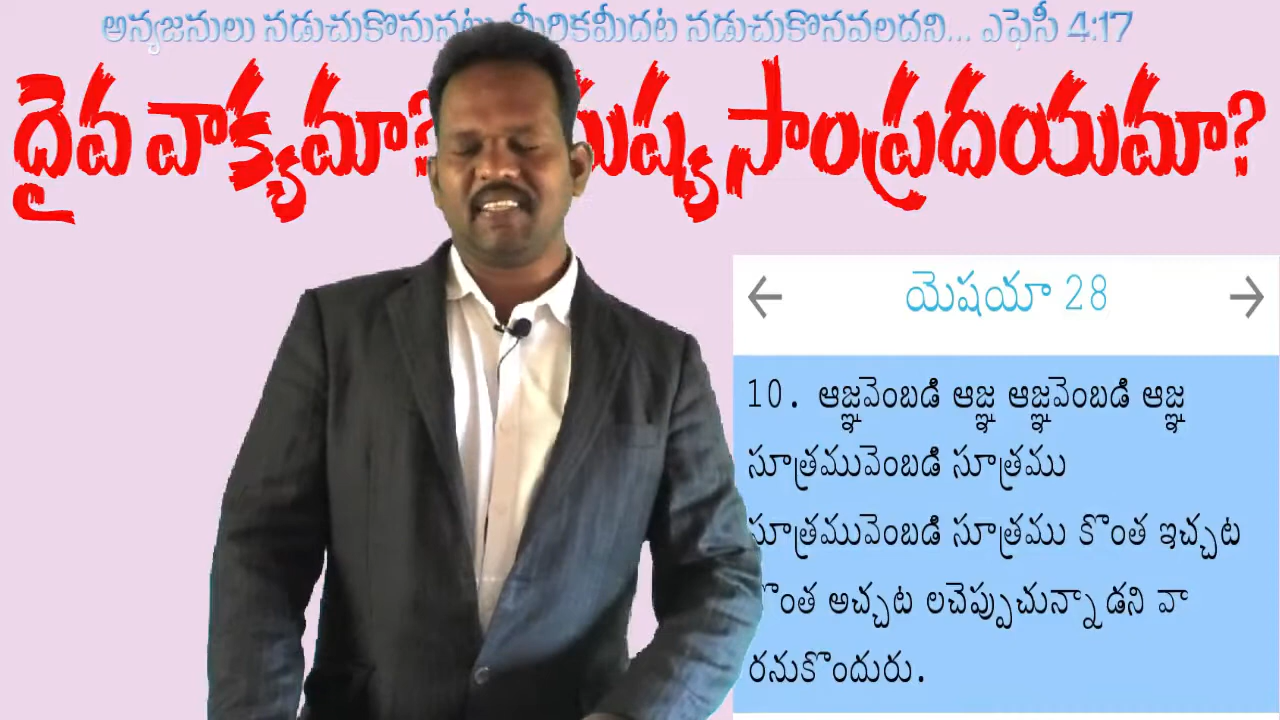 అన్యజనులు నడుచుకొనునట్లు మీరికమీదట నడుచుకొనవలదని... ఎఫెసీ 4:17
దైవ వాక్యమా? సాంప్రదయమా?
యెషయా 28
10. ఆజ్ఞవెంబడి ఆజ్ఞ ఆజ్ఞవెంబడి ఆజ్ఞ
సూత్రమువెంబడి సూత్రము
సూత్రమువెంబడి సూత్రము కొంత ఇచ్చట
కొంత అచ్చట లచెప్పుచున్నాడని వా
రనుకొందురు.